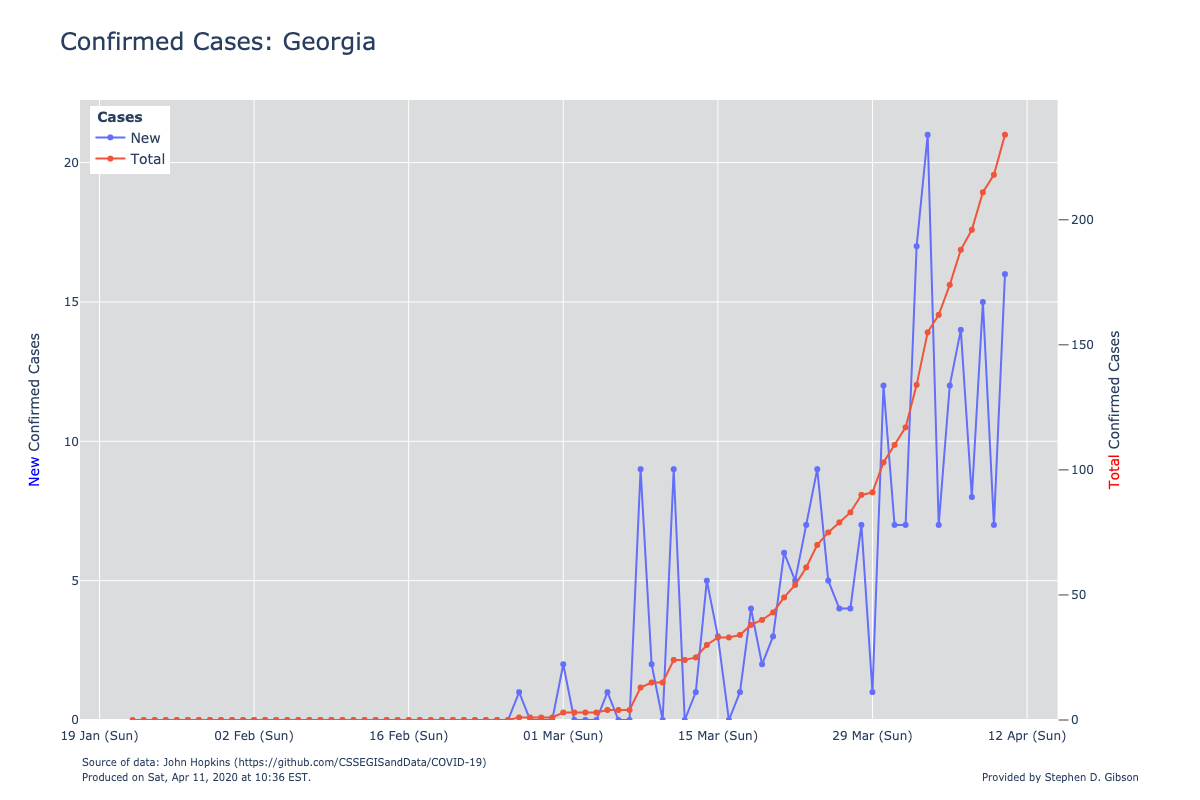 Confirmed Cases: Georgia
Cases
New
Total
20
15
10
5
0
200
150
100
50
0
New Confirmed Cases
Total Confirmed Cases
19 Jan (Sun)
02 Feb (Sun)
16 Feb (Sun)
01 Mar (Sun)
15 Mar (Sun)
29 Mar (Sun)
12 Apr (Sun)
Source of data: John Hopkins (https://github.com/CSSEGISandData/COVID-19)
Produced on Sat, Apr 11, 2020 at 10:36 EST.
Provided by Stephen D. Gibson